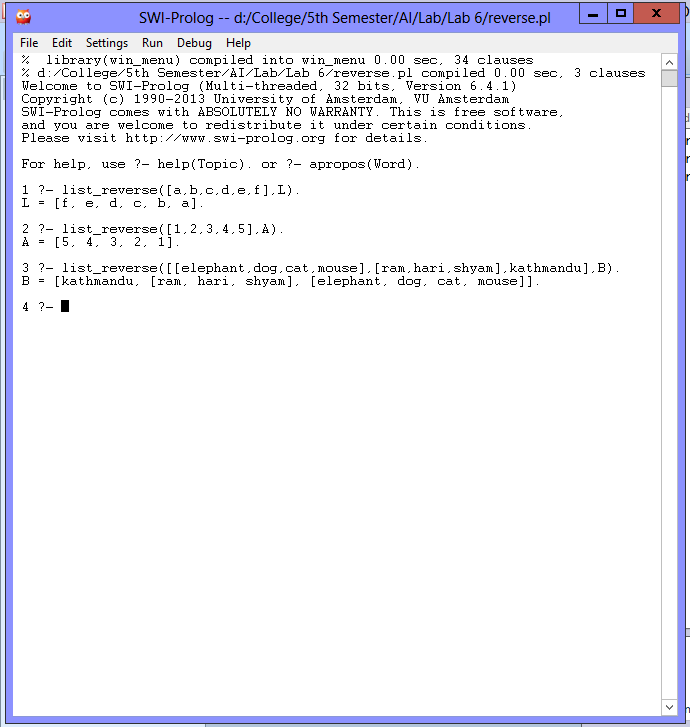 SWI-Prolog -- d:/College/5th Semester/AI/Lab/Lab 6/reverse.pl
File Edit Settings Run Debug Help
%  library(win_menu) compiled into win_menu 0.00 sec, 34 clauses
% d:/College/5th Semester/AI/Lab/Lab 6/reverse.pl compiled 0.00 sec, 3 clauses
Welcome to SWI-Prolog (Multi-threaded, 32 bits, Version 6.4.1)
Copyright (c) 1990-2013 University of Amsterdam, VU Amsterdam
SWI-Prolog comes with ABSOLUTELY NO WARRANTY. This is free software,
and you are welcome to redistribute it under certain conditions.
Please visit http://www.swi-prolog.org for details.
For help, use ?- help(Topic). or ?- apropos(Word).
1 ?- list_reverse([a,b,c,d,e,f],L).
L = [f, e, d, c, b, a].
2 ?- list_reverse([1,2,3,4,5],A).
A = [5, 4, 3, 2, 1].
3 ?- list_reverse([[elephant,dog,cat,mouse],[ram,hari,shyam],kathmandu],B).
B = [kathmandu, [ram, hari, shyam], [elephant, dog, cat, mouse]].
4 ?-